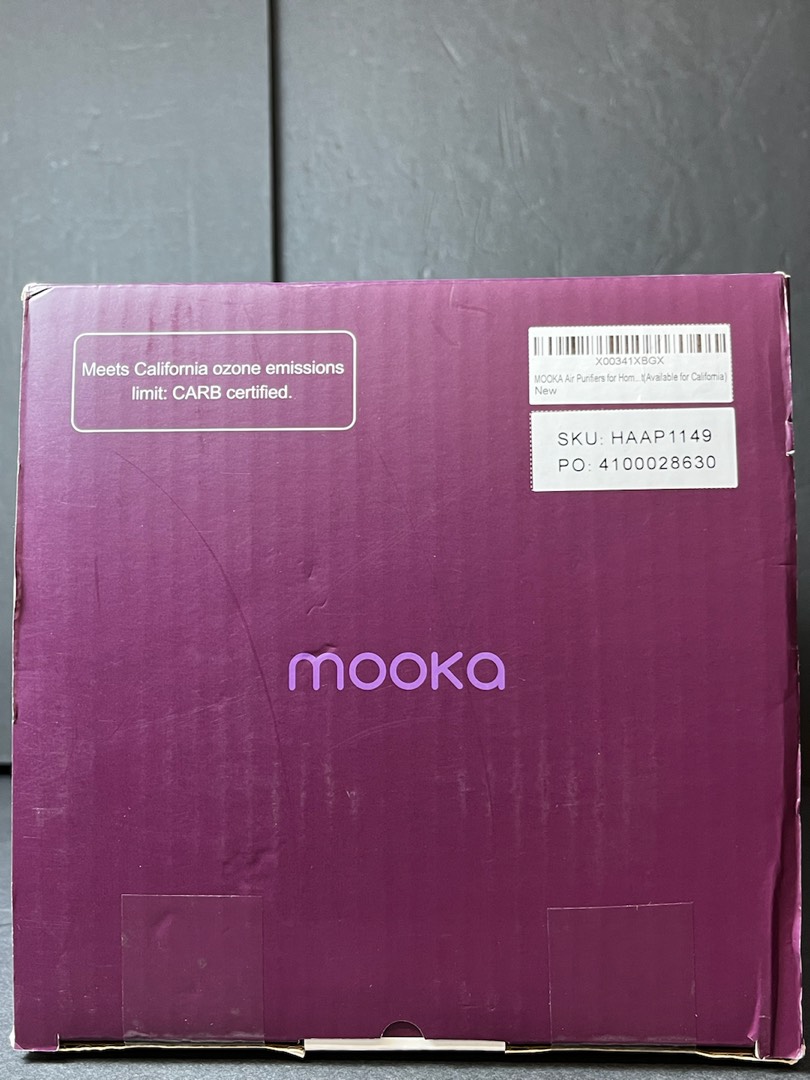 Meets California ozone emissions
limit: CARB certified.
X00341XBGX
MOOKA Air Purifiers for Hom...t(Available for California)
New
SKU: HAAP1149
PO: 4100028630
mooka